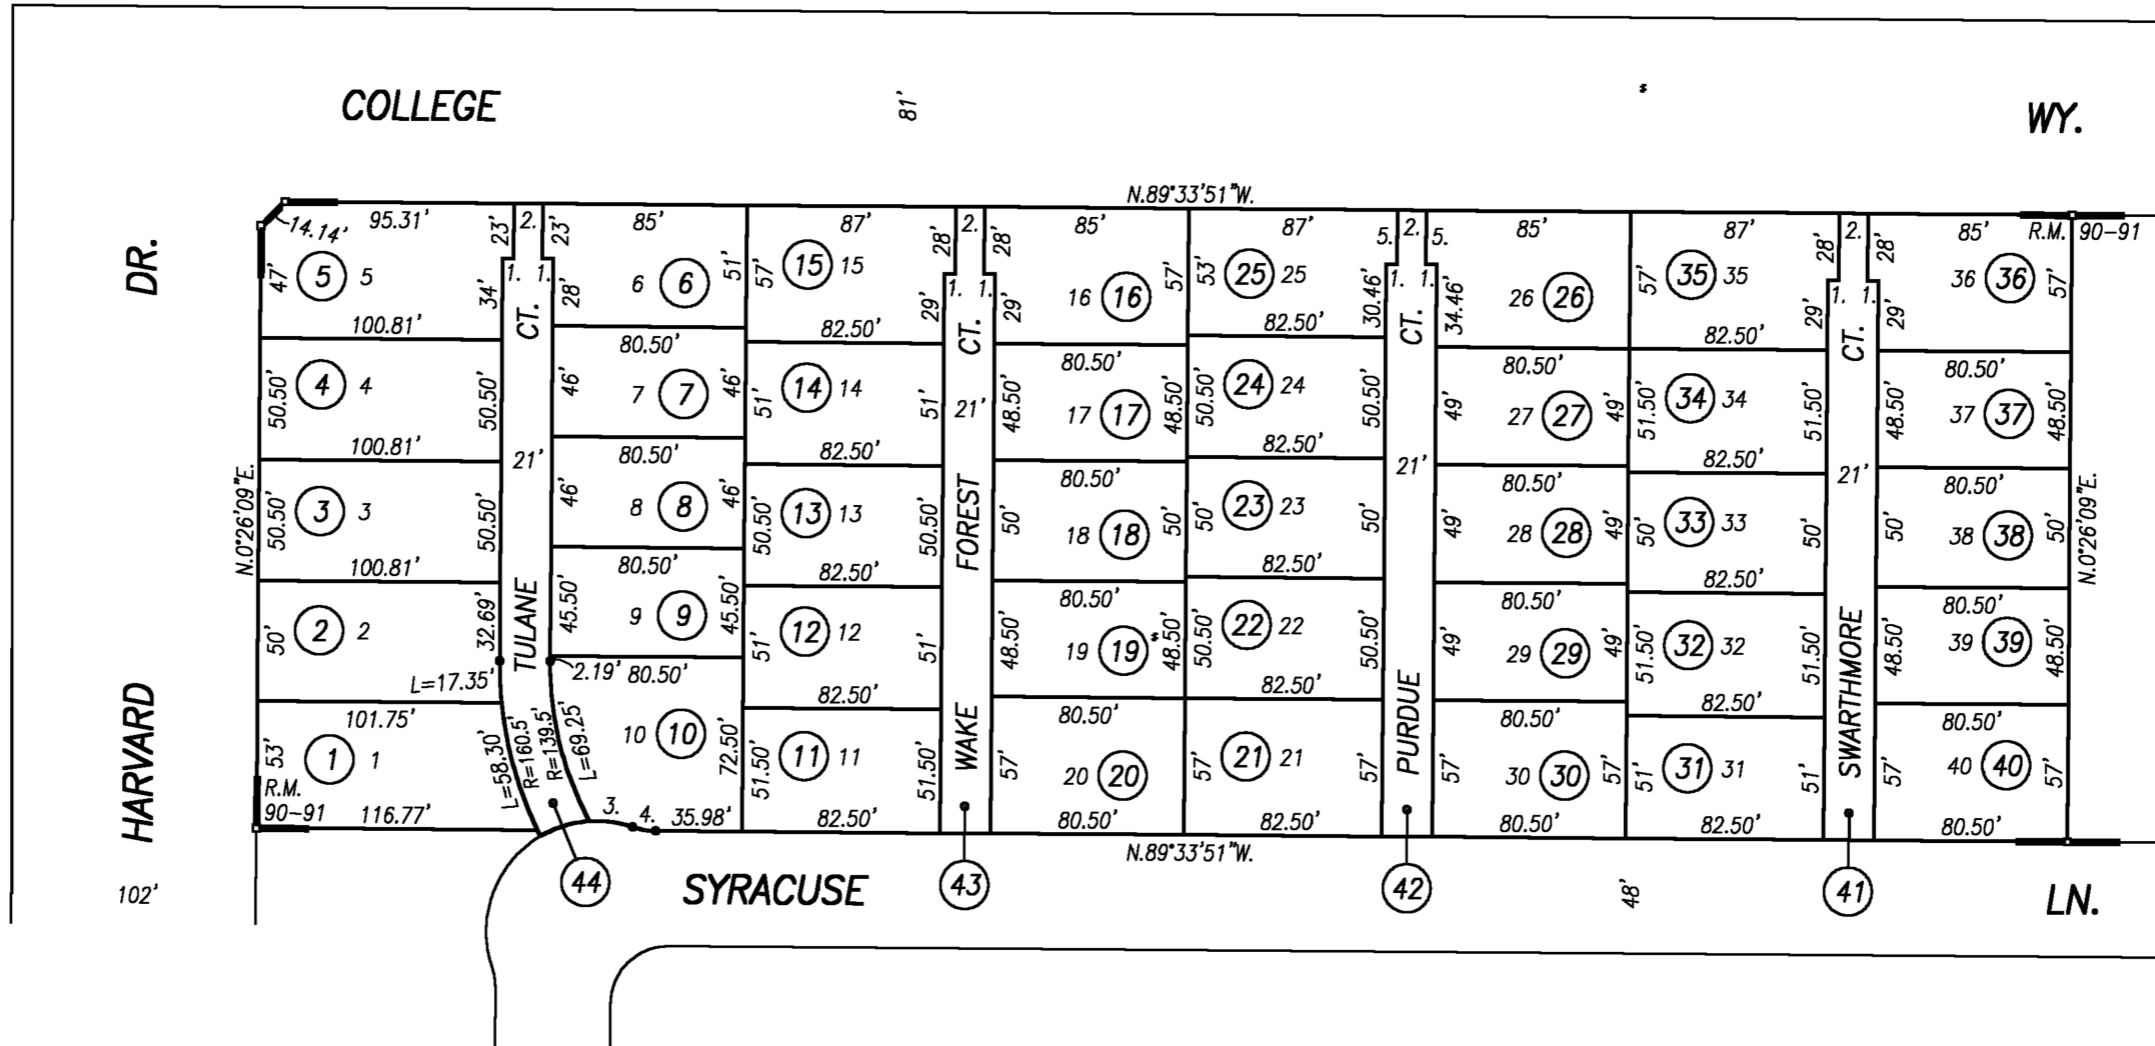 COLLEGE 81' WY.
N.89°33'51"W.
DR.
14.14' 95.31' 23' 2. 23' 85' 87' 28' 2. 28' 85' 87' 5. 2. 5. 85' 87' 28' 2. 28' 85' R.M. 90-91
47' 5 5 34' 1. 1. 28' 6 6 51' 57' 15 15 29' 1. 1. 29' 16 16 57' 53' 25 25 30.46' 1. 1. 34.46' 26 26 57' 35 35 29' 1. 1. 29' 36 36 57'
CT. CT. CT. CT.
100.81' 82.50' 82.50' 82.50'
80.50' 80.50' 80.50' 80.50'
50.50' 4 4 50.50' 46' 7 7 46' 51' 14 14 51' 21' 48.50' 17 17 48.50' 50.50' 24 24 50.50' 49' 27 27 49' 51.50' 34 34 51.50' 48.50' 37 37 48.50'
100.81' 21' 80.50' 82.50' 80.50' 82.50' 21' 80.50' 82.50' 21' 80.50'
N.0°26'09"E. 50.50' 3 3 50.50' 46' 8 8 46' 50.50' 13 13 50.50' FOREST 50' 18 18 50' 50' 23 23 50' 49' 28 28 49' 50' 33 33 50' 50' 38 38 50' N.0°26'09"E.
100.81' 80.50' 82.50' 80.50' 82.50' 80.50' 82.50' 80.50'
50' 2 2 32.69' TULANE 45.50' 9 9 45.50' 51' 12 12 51' 48.50' 19 19 48.50' 50.50' 22 22 50.50' 49' 29 29 49' 51.50' 32 32 51.50' SWARTHMORE 48.50' 39 39 48.50'
L=17.35' 2.19' 80.50' 82.50' 82.50' 82.50'
HARVARD
101.75' 80.50' 80.50' 80.50'
53' 1 1 L=58.30' R=160.5' R=139.5' L=69.25' 10 10 72.50' 51.50' 11 11 51.50' WAKE 57' 20 20 57' 21 21 57' PURDUE 57' 30 30 57' 51' 31 31 51' 57' 40 40 57'
R.M.
90-91 116.77' 3. 4. 35.98' 82.50' 80.50' 82.50' 80.50' 82.50' 80.50'
N.89°33'51"W.
102' 44 SYRACUSE 43 42 48' 41 LN.